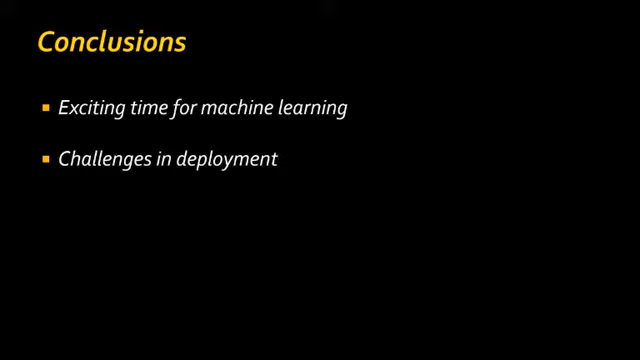 Conclusions
Exciting time for machine learning
Challenges in deployment